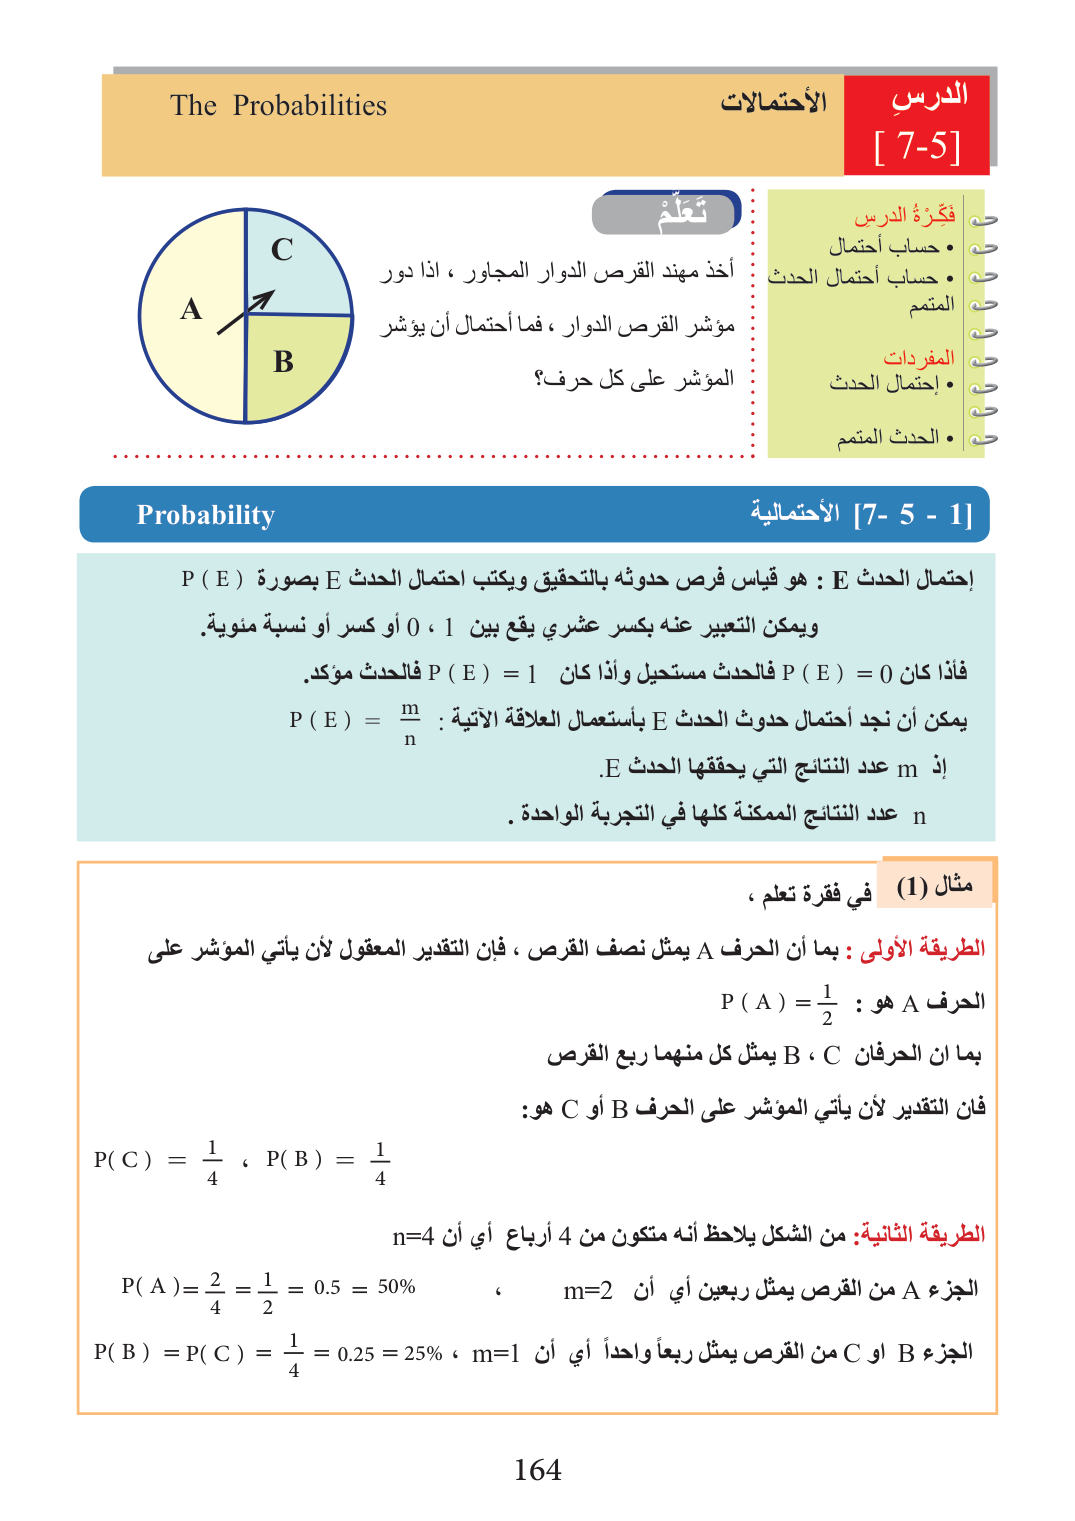 الدرسِ
[7-5 ]
الأحتمالات
The Probabilities
فَكِّـرْةُ الدرسِ
• حساب أحتمال
• حساب أحتمال الحدث
المتمم
المفردات
• إحتمال الحدث
• الحدث المتمم
تَعَلَّمْ
أخذ مهند القرص الدوار المجاور ، اذا دور
مؤشر القرص الدوار ، فما أحتمال أن يؤشر
المؤشر على كل حرف؟
C
A
B
[7- 5 - 1] الأحتمالية
Probability
إحتمال الحدث E : هو قياس فرص حدوثه بالتحقيق ويكتب احتمال الحدث E بصورة P ( E )
ويمكن التعبير عنه بكسر عشري يقع بين 1 ، 0 أو كسر أو نسبة مئوية.
فأذا كان P ( E ) = 0 فالحدث مستحيل وأذا كان P ( E ) = 1 فالحدث مؤكد.
يمكن أن نجد أحتمال حدوث الحدث E بأستعمال العلاقة الآتية : P ( E ) = m/n
إذ m عدد النتائج التي يحققها الحدث E.
n عدد النتائج الممكنة كلها في التجربة الواحدة .
مثال (1) في فقرة تعلم ،
الطريقة الأولى : بما أن الحرف A يمثل نصف القرص ، فإن التقدير المعقول لأن يأتي المؤشر على
الحرف A هو : P ( A ) = 1/2
بما ان الحرفان B ، C يمثل كل منهما ربع القرص
فان التقدير لأن يأتي المؤشر على الحرف B أو C هو:
P( C ) = 1/4 ، P( B ) = 1/4
الطريقة الثانية: من الشكل يلاحظ أنه متكون من 4 أرباع أي أن n=4
الجزء A من القرص يمثل ربعين أي أن m=2 ، P( A )= 2/4 = 1/2 = 0.5 = 50%
الجزء B او C من القرص يمثل ربعاً واحداً أي أن m=1 ، P( B ) = P( C ) = 1/4 = 0.25 = 25%
164